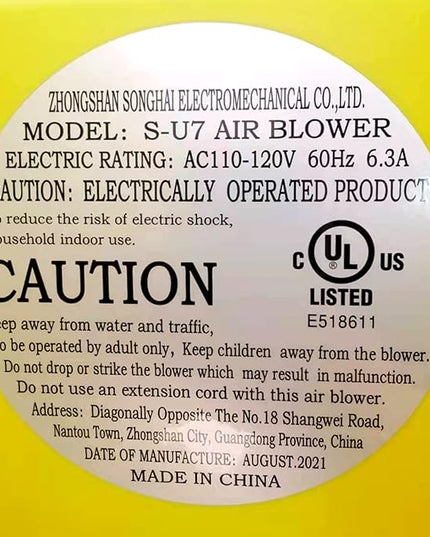 ZHONGSHAN SONGHAI ELECTROMECHANICAL CO.,LTD.
MODEL: S-U7 AIR BLOWER
ELECTRIC RATING: AC110-120V 60Hz 6.3A
AUTION: ELECTRICALLY OPERATED PRODUCT
o reduce the risk of electric shock,
ousehold indoor use.
CAUTION
C UL ® US
LISTED
E518611
eep away from water and traffic,
o be operated by adult only, Keep children away from the blower.
Do not drop or strike the blower which may result in malfunction.
Do not use an extension cord with this air blower.
Address: Diagonally Opposite The No.18 Shangwei Road,
Nantou Town, Zhongshan City, Guangdong Province, China
DATE OF MANUFACTURE: AUGUST.2021
MADE IN CHINA